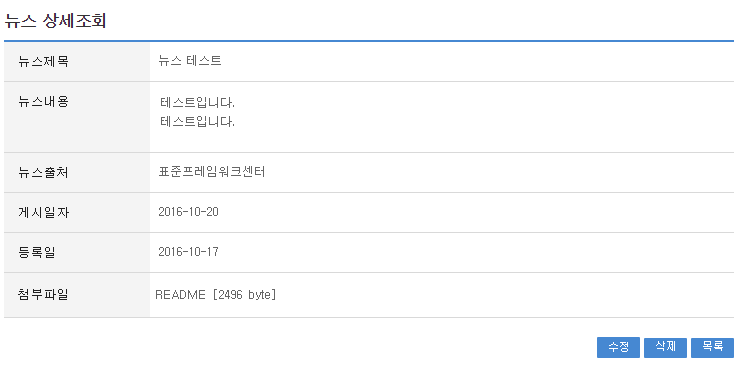 뉴스 상세조회
뉴스제목 뉴스 테스트
뉴스내용 테스트입니다.
테스트입니다.
뉴스출처 표준프레임워크센터
게시일자 2016-10-20
등록일 2016-10-17
첨부파일 README [2496 byte]
수정 삭제 목록